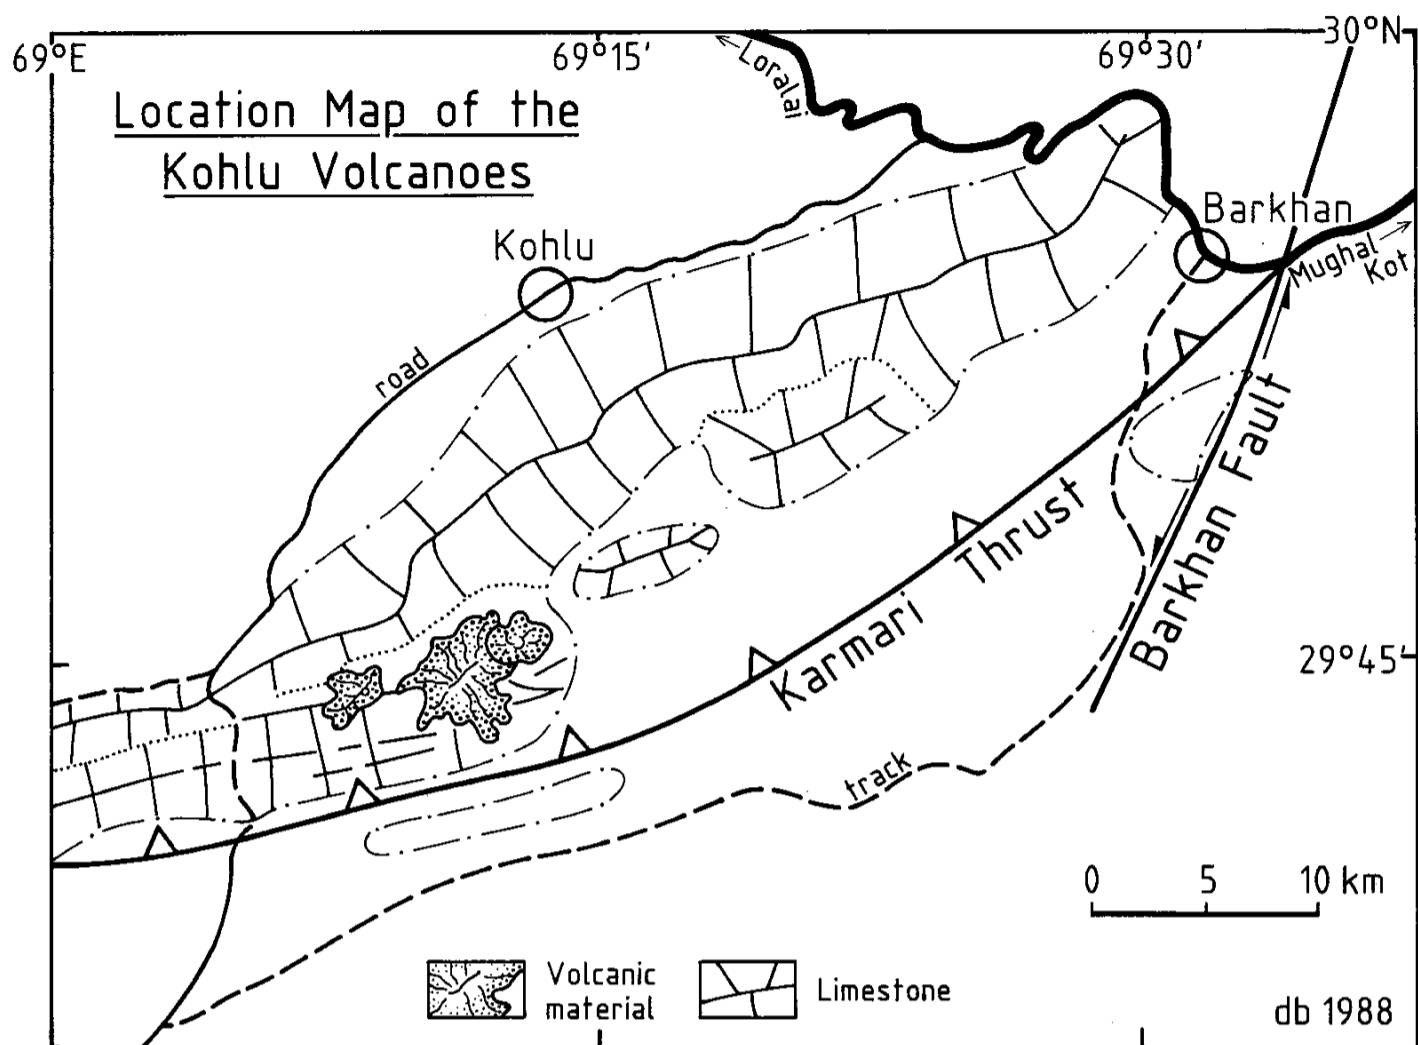 69°E
69°15'
69°30'
30°N
Location Map of the
Kohlu Volcanoes
Loralai
Barkhan
Kohlu
Mughal
Kot
road
Barkhan Fault
Karmari Thrust
29°45'
track
0 5 10 km
Volcanic
material
Limestone
db 1988